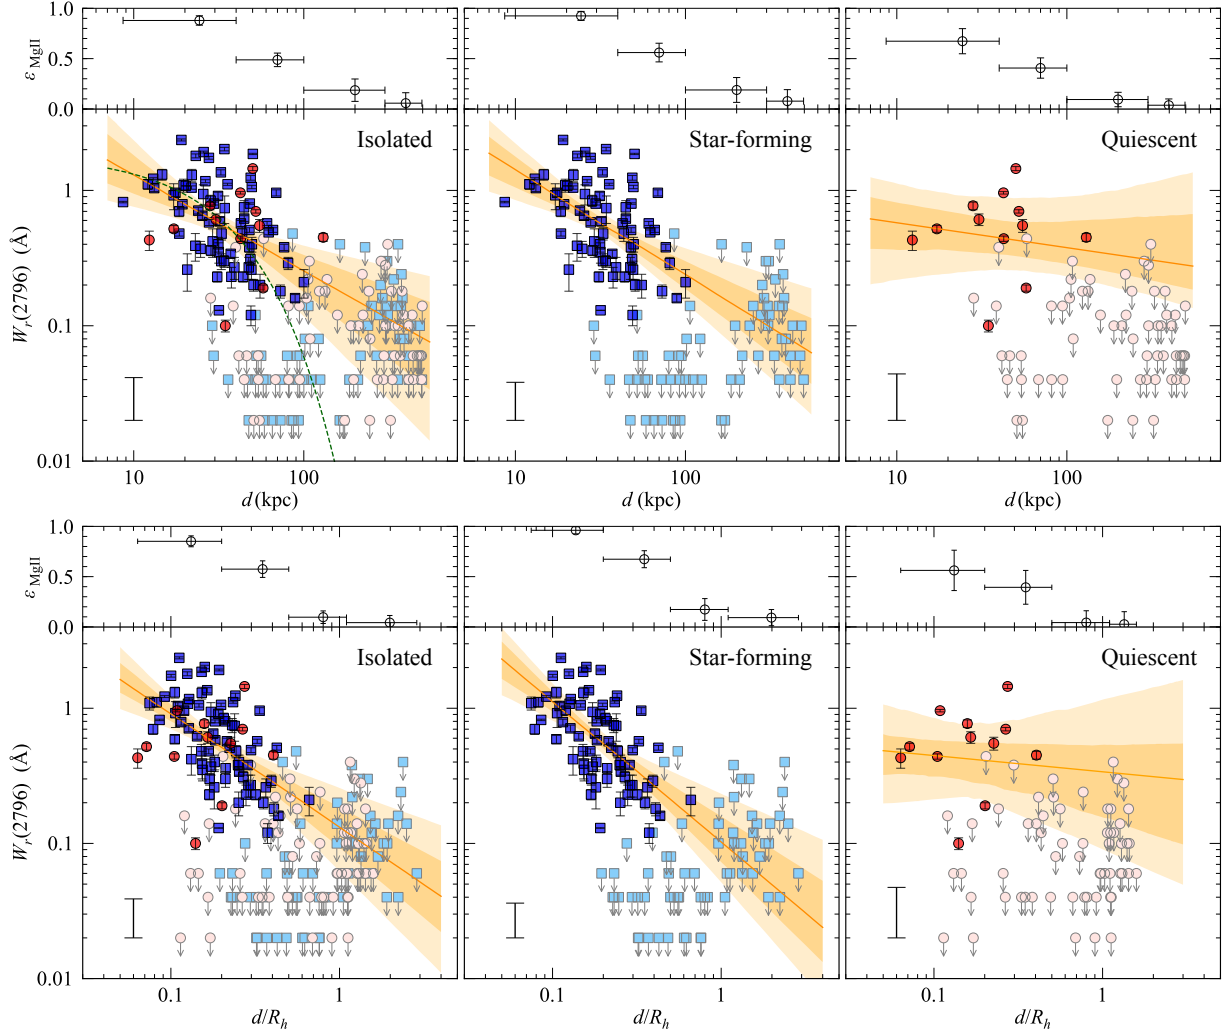 ε MgII
1.0
0.5
0.0
Isolated
Star-forming
Quiescent
W_r(2796) (Å)
1
0.1
0.01
10 100 10 100 10 100
d (kpc) d (kpc) d (kpc)
ε MgII
1.0
0.5
0.0
Isolated
Star-forming
Quiescent
W_r(2796) (Å)
1
0.1
0.01
0.1 1 0.1 1 0.1 1
d/R_h d/R_h d/R_h